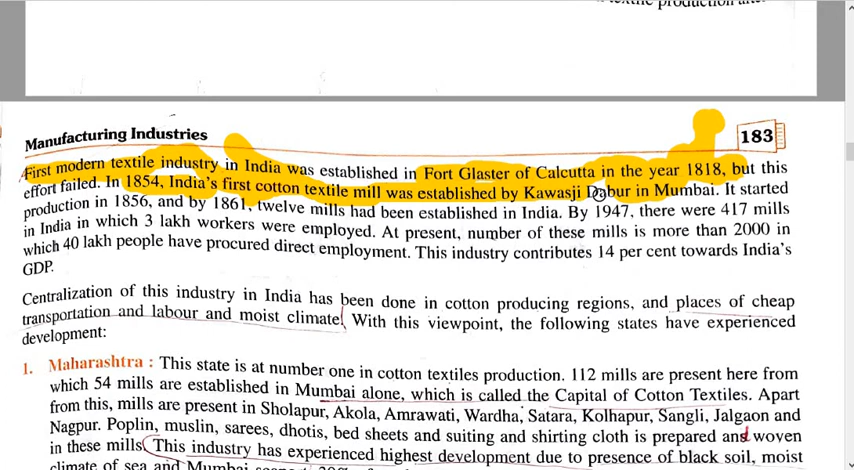 production
Manufacturing Industries
183
First modern textile industry in India was established in Fort Glaster of Calcutta in the year 1818, but this
effort failed. In 1854, India's first cotton textile mill was established by Kawasji in Mumbai. It started
production in 1856, and by 1861, twelve mills had been established in India. By 1947, there were 417 mills
in India in which 3 lakh workers were employed. At present, number of these mills is more than 2000 in
which 40 lakh people have procured direct employment. This industry contributes 14 per cent towards India's
GDP.
Centralization of this industry in India has been done in cotton producing regions, and places of cheap
transportation and labour and moist climate. With this viewpoint, the following states have experienced
development:
1. Maharashtra : This state is at number one in cotton textiles production. 112 mills are present here from
which 54 mills are established in Mumbai alone, which is called the Capital of Cotton Textiles. Apart
from this, mills are present in Sholapur, Akola, Amrawati, Wardha, Satara, Kolhapur, Sangli, Jalgaon and
Nagpur. Poplin, muslin, sarees, dhotis, bed sheets and suiting and shirting cloth is prepared and woven
in these mills. This industry has experienced highest development due to presence of black soil, moist
climate of sea and Mumbai